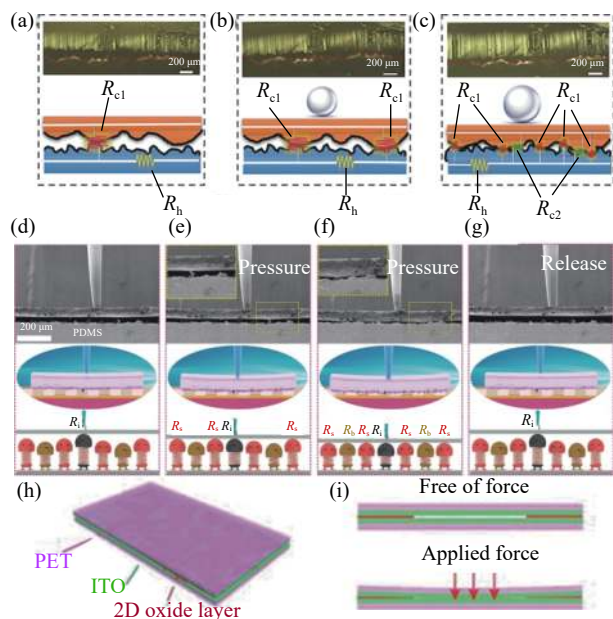 (a) (b) (c)
200 μm 200 μm 200 μm
Rc1 Rc1 Rc1 Rc1 Rc1
Rh Rh Rh Rc2
(d) (e) (f) (g)
Pressure Pressure Release
200 μm PDMS
Ri Rs Rs Ri Rs Rs Rb Rs Ri Rs Rb Rs Ri
(h) (i)
Free of force
PET
Applied force
ITO
2D oxide layer